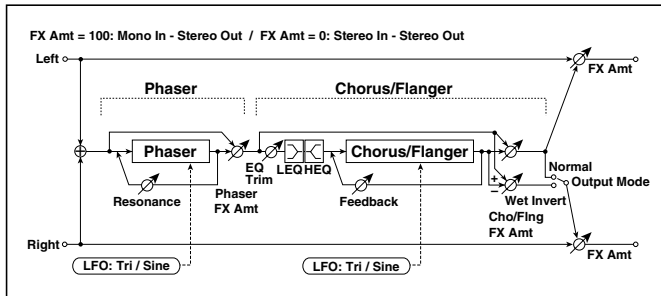 FX Amt = 100: Mono In - Stereo Out / FX Amt = 0: Stereo In - Stereo Out
Left
FX Amt
Phaser
Chorus/Flanger
Phaser
EQ
Trim
LEQ
HEQ
Chorus/Flanger
Normal
Output Mode
+
−
Resonance
Phaser
FX Amt
Feedback
Wet Invert
Cho/Flng
FX Amt
Right
FX Amt
LFO: Tri / Sine
LFO: Tri / Sine